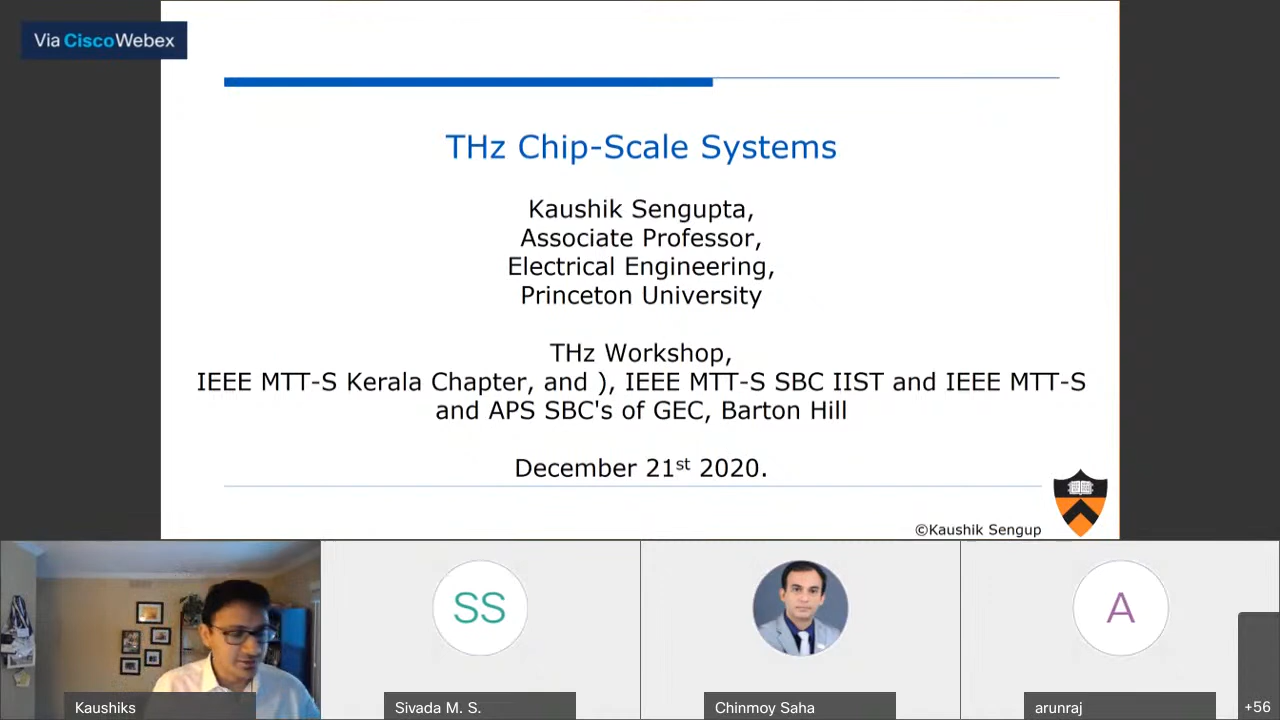 Via Cisco Webex
THz Chip-Scale Systems
Kaushik Sengupta,
Associate Professor,
Electrical Engineering,
Princeton University
THz Workshop,
IEEE MTT-S Kerala Chapter, and ), IEEE MTT-S SBC IIST and IEEE MTT-S
and APS SBC's of GEC, Barton Hill
December 21st 2020.
©Kaushik Sengup
SS
A
Kaushiks
Sivada M. S.
Chinmoy Saha
arunraj
+56